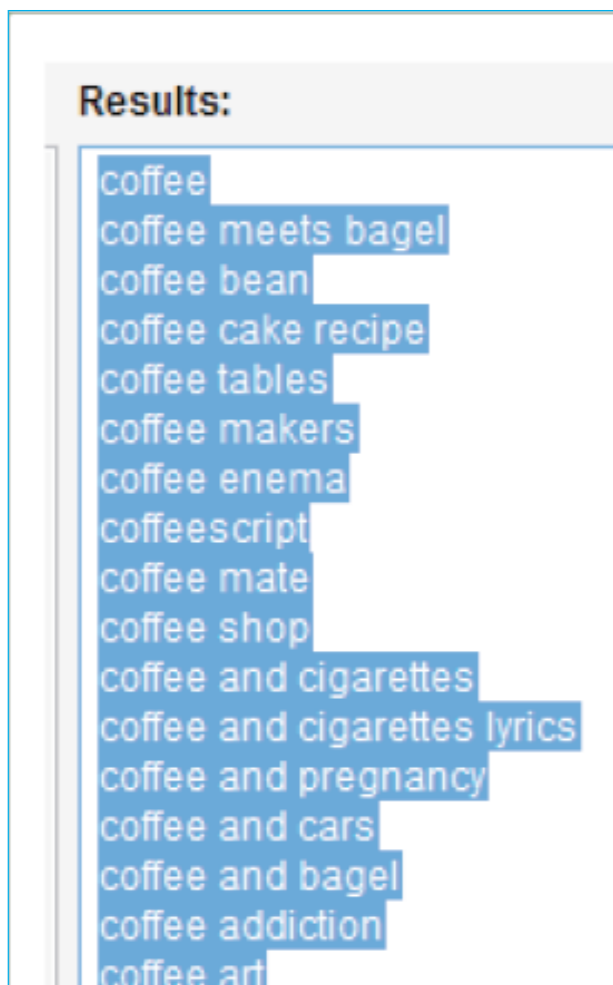 Results:
coffee
coffee meets bagel
coffee bean
coffee cake recipe
coffee tables
coffee makers
coffee enema
coffeescript
coffee mate
coffee shop
coffee and cigarettes
coffee and cigarettes lyrics
coffee and pregnancy
coffee and cars
coffee and bagel
coffee addiction
coffee art